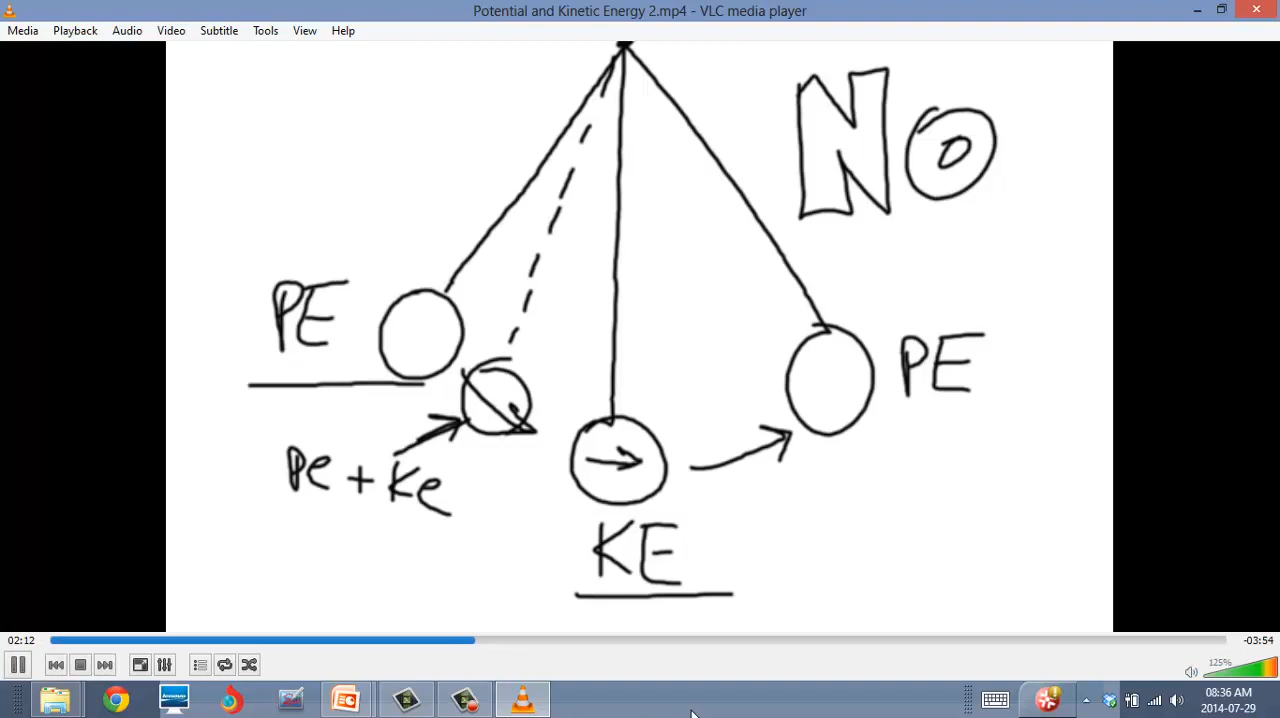 Potential and Kinetic Energy 2.mp4 - VLC media player
Media Playback Audio Video Subtitle Tools View Help
NO
PE
PE
Pe + Ke
KE
02:12
-03:54
125%
lenovo
08:36 AM
2014-07-29